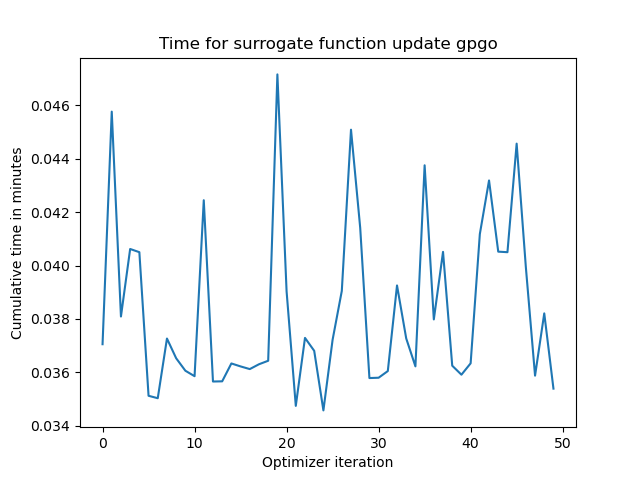 Time for surrogate function update gpgo
Cumulative time in minutes
0.046
0.044
0.042
0.040
0.038
0.036
0.034
0 10 20 30 40 50
Optimizer iteration